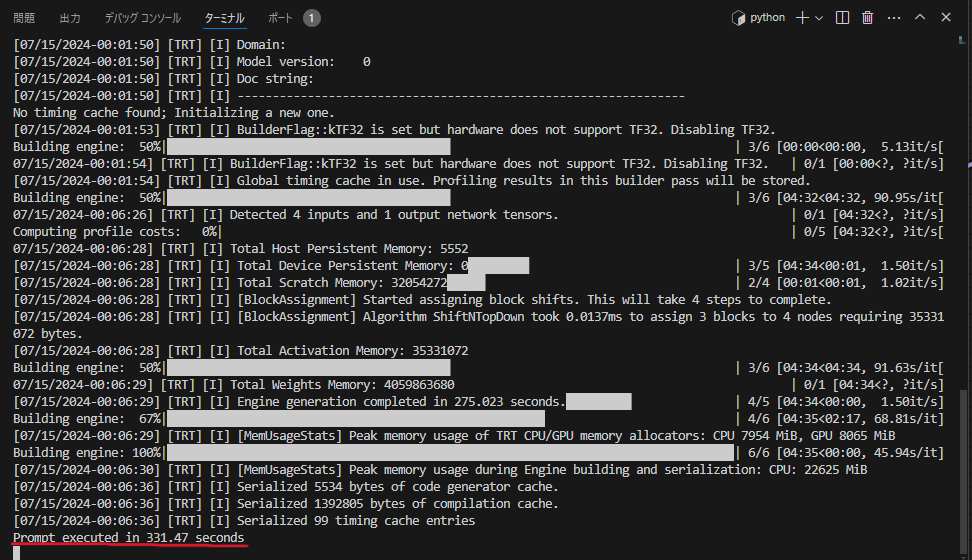 問題 出力 デバッグ コンソール ターミナル ポート 1 python
[07/15/2024-00:01:50] [TRT] [I] Domain:
[07/15/2024-00:01:50] [TRT] [I] Model version:    0
[07/15/2024-00:01:50] [TRT] [I] Doc string:
[07/15/2024-00:01:50] [TRT] [I] ----------------------------------------------------------------
No timing cache found; Initializing a new one.
[07/15/2024-00:01:53] [TRT] [I] BuilderFlag::kTF32 is set but hardware does not support TF32. Disabling TF32.
Building engine:  50%| | 3/6 [00:00<00:00,  5.13it/s[
07/15/2024-00:01:54] [TRT] [I] BuilderFlag::kTF32 is set but hardware does not support TF32. Disabling TF32. | 0/1 [00:00<?, ?it/s]
[07/15/2024-00:01:54] [TRT] [I] Global timing cache in use. Profiling results in this builder pass will be stored.
Building engine:  50%| | 3/6 [04:32<04:32, 90.95s/it[
07/15/2024-00:06:26] [TRT] [I] Detected 4 inputs and 1 output network tensors. | 0/1 [04:32<?, ?it/s]
Computing profile costs:   0%| | 0/5 [04:32<?, ?it/s[
07/15/2024-00:06:28] [TRT] [I] Total Host Persistent Memory: 5552
[07/15/2024-00:06:28] [TRT] [I] Total Device Persistent Memory: 0 | 3/5 [04:34<00:01,  1.50it/s]
[07/15/2024-00:06:28] [TRT] [I] Total Scratch Memory: 32054272 | 2/4 [00:01<00:01,  1.02it/s]
[07/15/2024-00:06:28] [TRT] [I] [BlockAssignment] Started assigning block shifts. This will take 4 steps to complete.
[07/15/2024-00:06:28] [TRT] [I] [BlockAssignment] Algorithm ShiftNTopDown took 0.0137ms to assign 3 blocks to 4 nodes requiring 35331
072 bytes.
[07/15/2024-00:06:28] [TRT] [I] Total Activation Memory: 35331072
Building engine:  50%| | 3/6 [04:34<04:34, 91.63s/it[
07/15/2024-00:06:29] [TRT] [I] Total Weights Memory: 4059863680 | 0/1 [04:34<?, ?it/s]
[07/15/2024-00:06:29] [TRT] [I] Engine generation completed in 275.023 seconds. | 4/5 [04:34<00:00,  1.50it/s]
Building engine:  67%| | 4/6 [04:35<02:17, 68.81s/it]
[07/15/2024-00:06:29] [TRT] [I] [MemUsageStats] Peak memory usage of TRT CPU/GPU memory allocators: CPU 7954 MiB, GPU 8065 MiB
Building engine: 100%| | 6/6 [04:35<00:00, 45.94s/it]
[07/15/2024-00:06:30] [TRT] [I] [MemUsageStats] Peak memory usage during Engine building and serialization: CPU: 22625 MiB
[07/15/2024-00:06:36] [TRT] [I] Serialized 5534 bytes of code generator cache.
[07/15/2024-00:06:36] [TRT] [I] Serialized 1392805 bytes of compilation cache.
[07/15/2024-00:06:36] [TRT] [I] Serialized 99 timing cache entries
Prompt executed in 331.47 seconds